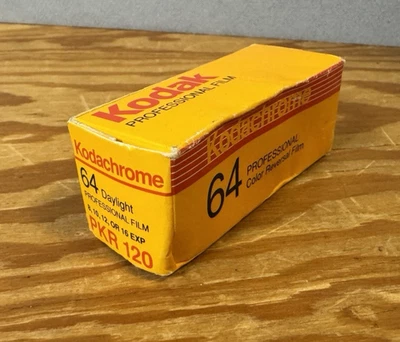 Kodak
PROFESSIONAL FILM
Kodachrome
64 PROFESSIONAL
Color Reversal Film
Kodachrome
64 Daylight
PROFESSIONAL FILM
8, 10, 12, OR 16 EXP
PKR 120